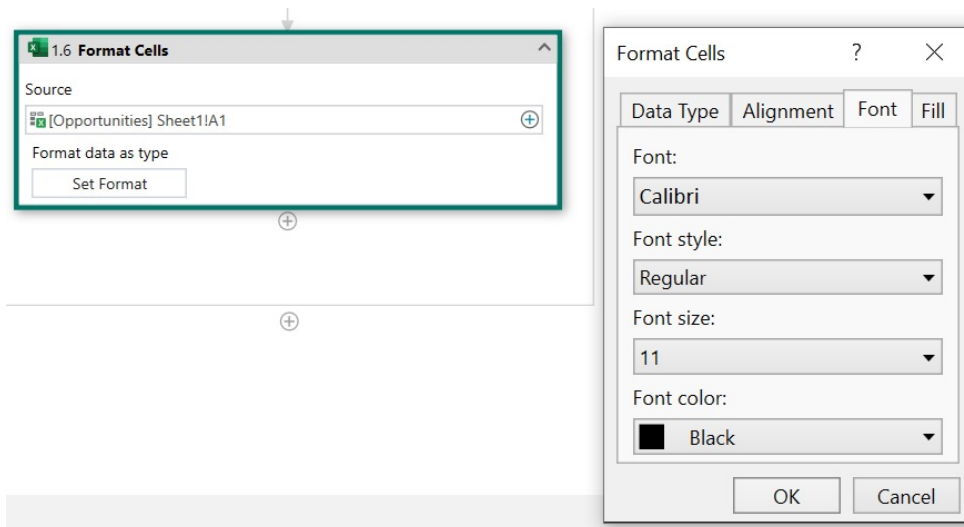 1.6 Format Cells
Source
[Opportunities] Sheet1!A1
Format data as type
Set Format
Format Cells ?
Data Type Alignment Font Fill
Font:
Calibri
Font style:
Regular
Font size:
11
Font color:
Black
OK Cancel